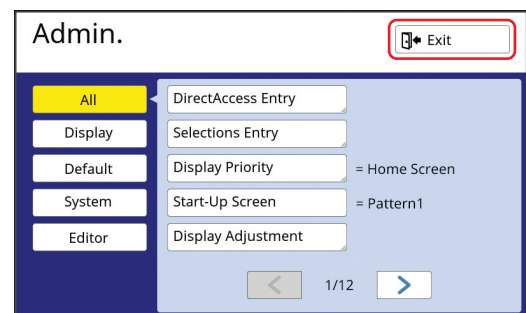 Admin.
Exit
All
Display
Default
System
Editor
DirectAccess Entry
Selections Entry
Display Priority = Home Screen
Start-Up Screen = Pattern1
Display Adjustment
< 1/12 >